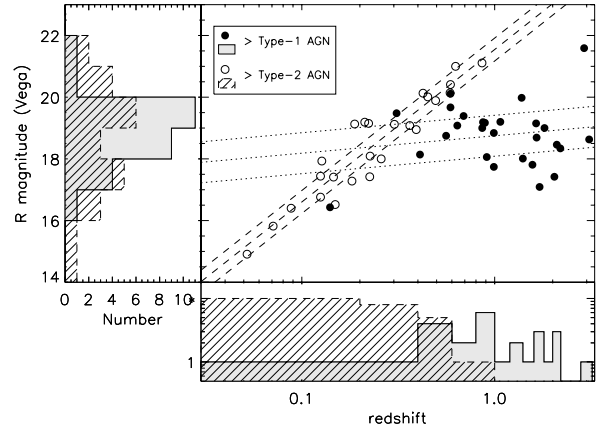 22
20
18
16
14
R magnitude (Vega)
> Type-1 AGN
> Type-2 AGN
0 2 4 6 8 10 *
Number
1
0.1 1.0
redshift